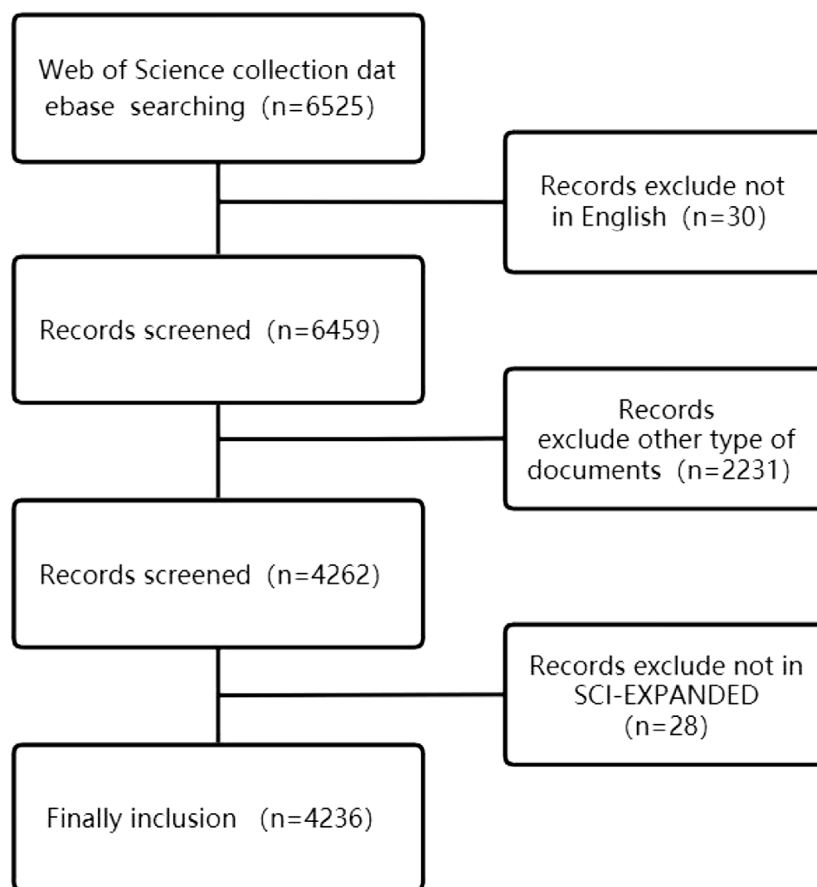 Web of Science collection dat
ebase searching (n=6525)
Records exclude not
in English (n=30)
Records screened (n=6459)
Records
exclude other type of
documents (n=2231)
Records screened (n=4262)
Records exclude not in
SCI-EXPANDED
(n=28)
Finally inclusion (n=4236)